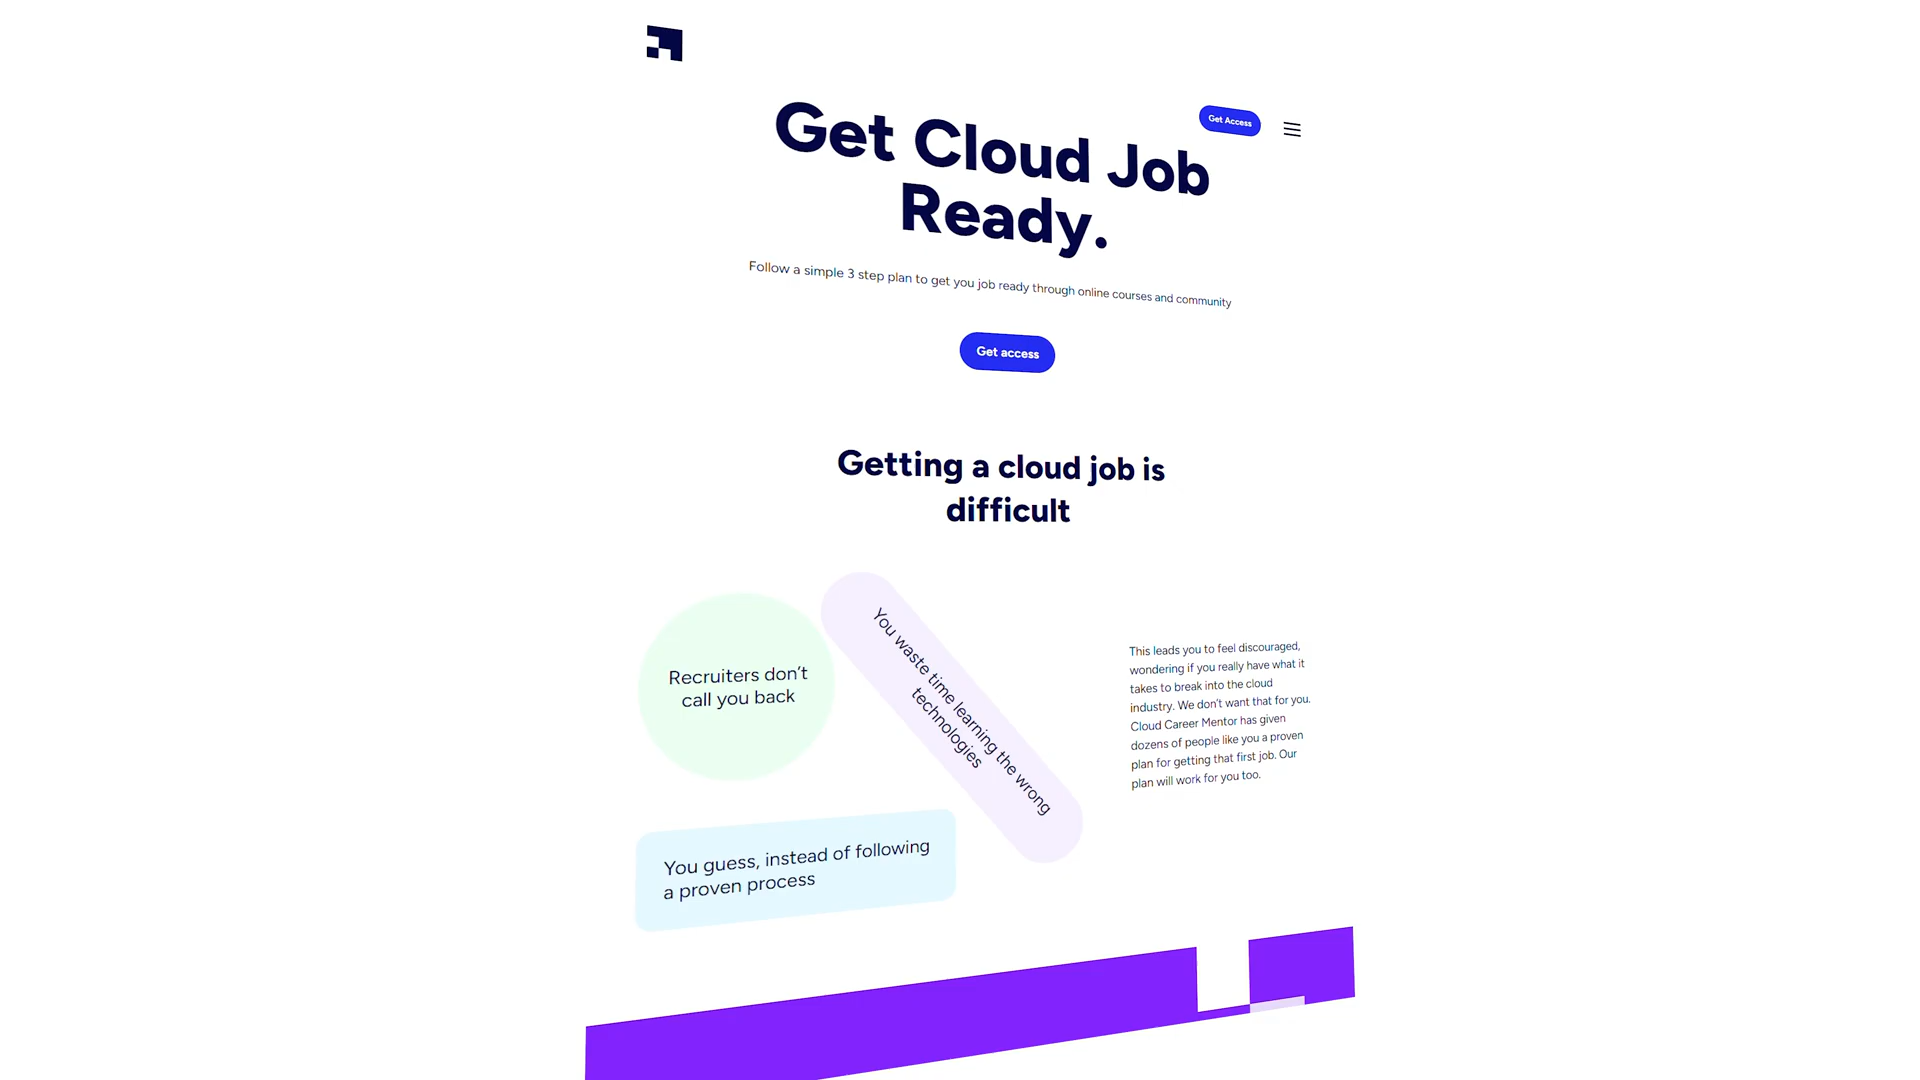 Get Access
Get Cloud Job
Ready.
Follow a simple 3 step plan to get you job ready through online courses and community
Get access
Getting a cloud job is
difficult
Recruiters don't
call you back
You waste time learning the wrong
technologies
You guess, instead of following
a proven process
This leads you to feel discouraged,
wondering if you really have what it
takes to break into the cloud
industry. We don't want that for you.
Cloud Career Mentor has given
dozens of people like you a proven
plan for getting that first job. Our
plan will work for you too.